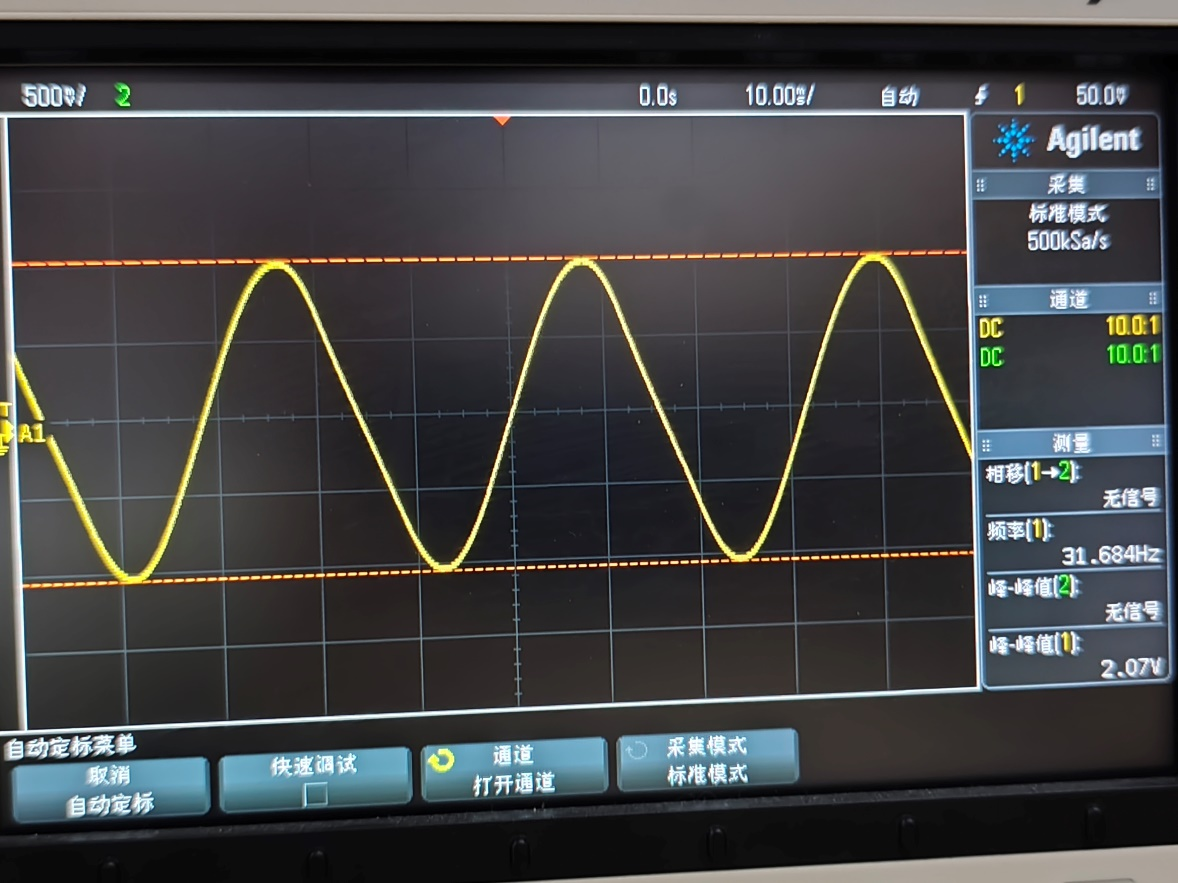 500mV/ 2 0.0s 10.00ms/ 自动 1 50.0V
Agilent
采集
标准模式
500kSa/s
通道
DC 10.0:1
DC 10.0:1
A1
测量
相移(1→2):
无信号
频率(1):
31.684Hz
峰-峰值(2):
无信号
峰-峰值(1):
2.07V
自动定标菜单
取消
自动定标
快速调试
通道
打开通道
采集模式
标准模式